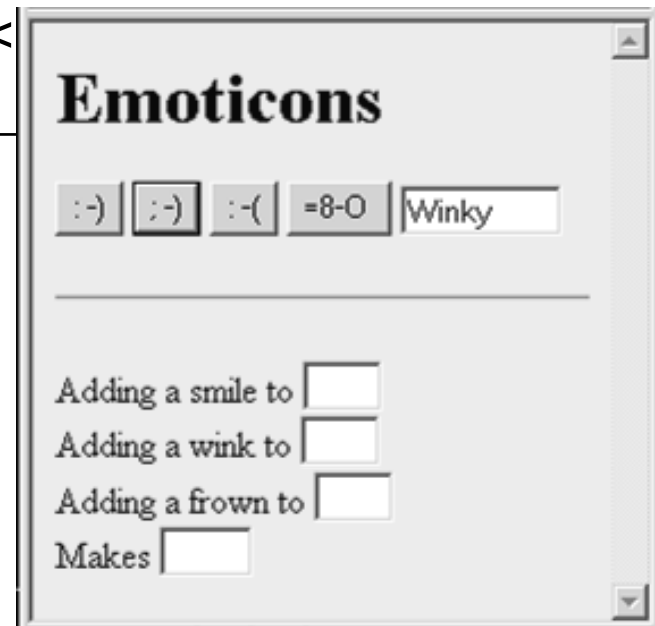 <
Emoticons
:-) ;-) :-( =8-O Winky
Adding a smile to
Adding a wink to
Adding a frown to
Makes